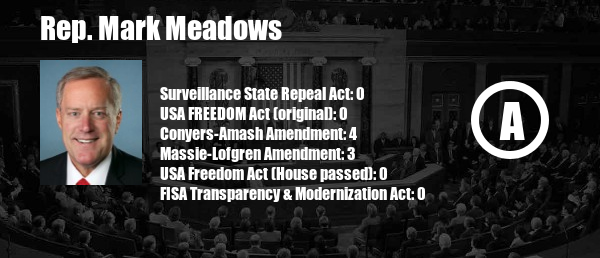 Rep. Mark Meadows
Surveillance State Repeal Act: 0
USA FREEDOM Act (original): 0
Conyers-Amash Amendment: 4
Massie-Lofgren Amendment: 3
USA Freedom Act (House passed): 0
FISA Transparency & Modernization Act: 0
A